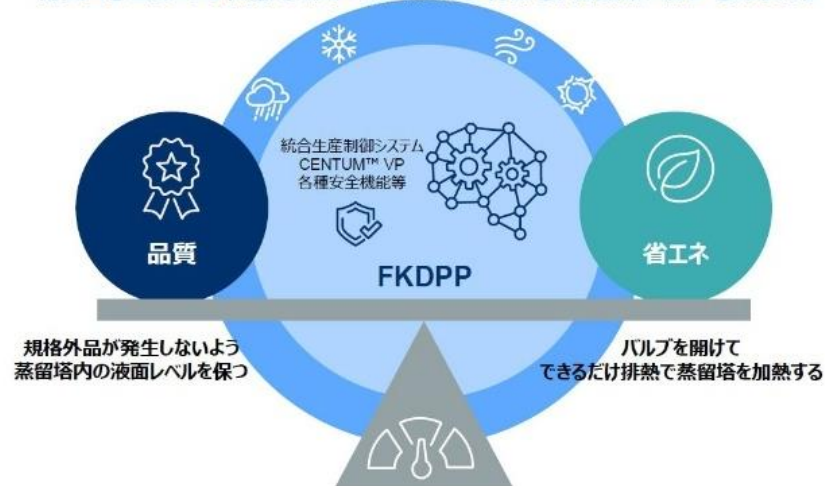 統合生産制御システム
CENTUM™ VP
各種安全機能等
FKDPP
品質
省エネ
規格外品が発生しないよう
蒸留塔内の液面レベルを保つ
バルブを開けて
できるだけ排熱で蒸留塔を加熱する